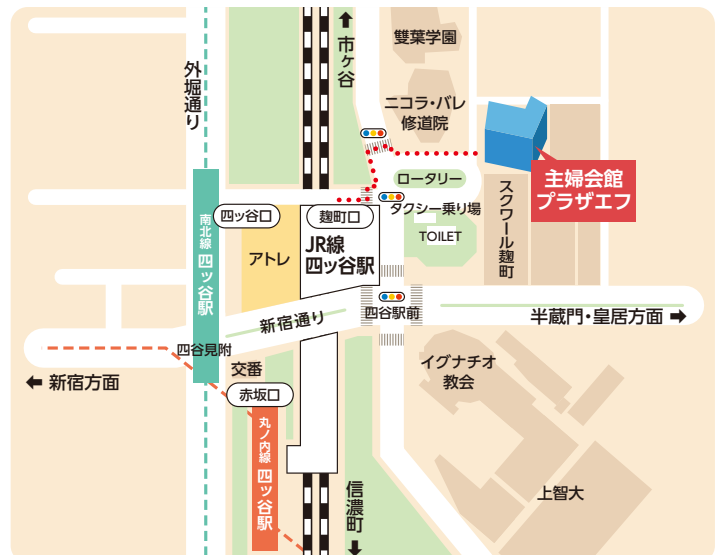 市ヶ谷
雙葉学園
外堀通り
ニコラ・バレ
修道院
主婦会館
プラザエフ
ロータリー
スクワール麹町
タクシー乗り場
四ッ谷口
麹町口
南北線 四ッ谷駅
アトレ
JR線
四ッ谷駅
TOILET
新宿通り
四谷駅前
半蔵門・皇居方面 ➡
四谷見附
⬅ 新宿方面
交番
赤坂口
イグナチオ
教会
丸ノ内線 四ッ谷駅
信濃町
上智大